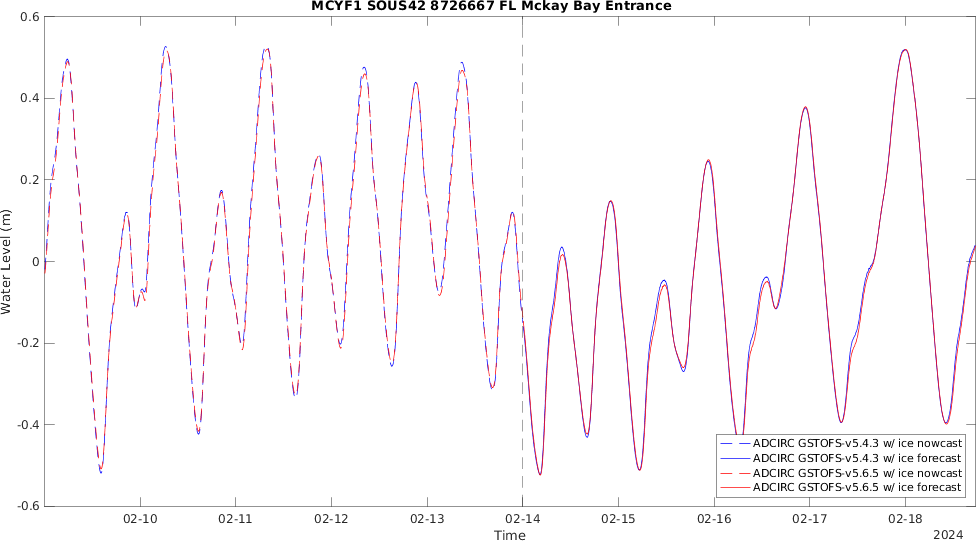 MCYF1 SOUS42 8726667 FL Mckay Bay Entrance
0.6
0.4
0.2
0
-0.2
-0.4
-0.6
Water Level (m)
02-10 02-11 02-12 02-13 02-14 02-15 02-16 02-17 02-18
Time
2024
ADCIRC GSTOFS-v5.4.3 w/ ice nowcast
ADCIRC GSTOFS-v5.4.3 w/ ice forecast
ADCIRC GSTOFS-v5.6.5 w/ ice nowcast
ADCIRC GSTOFS-v5.6.5 w/ ice forecast